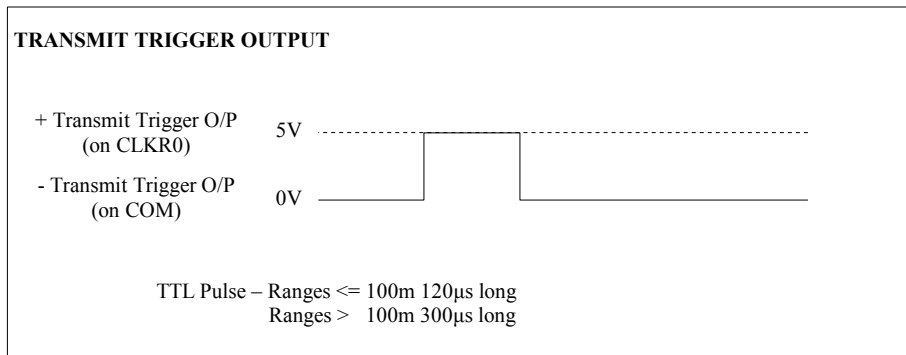 TRANSMIT TRIGGER OUTPUT
+ Transmit Trigger O/P
(on CLKR0)
5V
- Transmit Trigger O/P
(on COM)
0V
TTL Pulse – Ranges <= 100m 120µs long
Ranges > 100m 300µs long